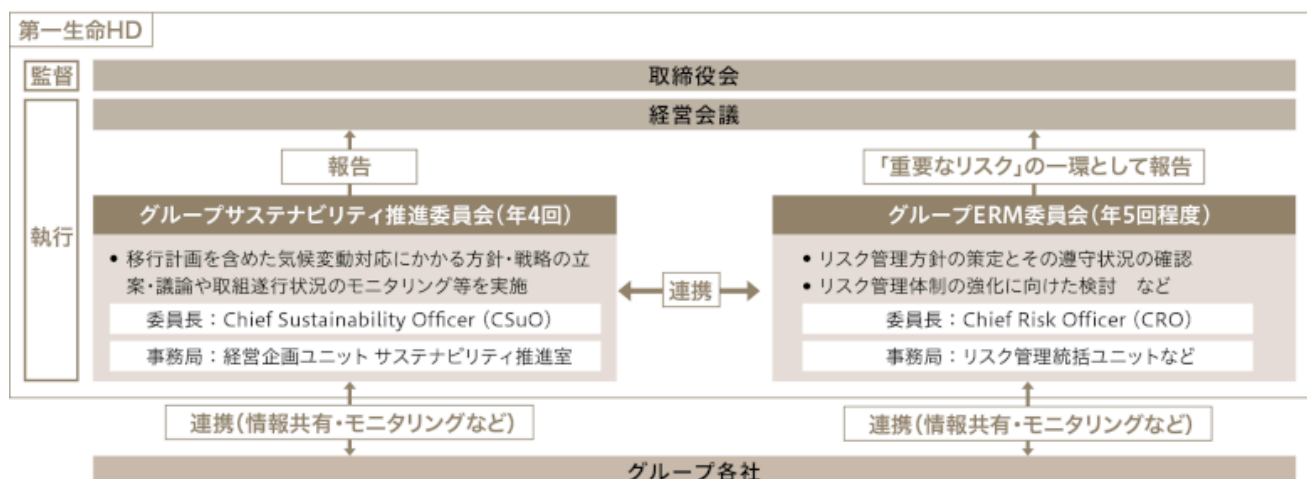 第一生命HD
監督
取締役会
執行
経営会議
報告
「重要なリスク」の一環として報告
グループサステナビリティ推進委員会(年4回)
• 移行計画を含めた気候変動対応にかかる方針・戦略の立
案・議論や取組遂行状況のモニタリング等を実施
委員長:Chief Sustainability Officer (CSuO)
事務局:経営企画ユニット サステナビリティ推進室
連携
グループERM委員会(年5回程度)
• リスク管理方針の策定とその遵守状況の確認
• リスク管理体制の強化に向けた検討 など
委員長:Chief Risk Officer (CRO)
事務局:リスク管理統括ユニットなど
連携(情報共有・モニタリングなど)
連携(情報共有・モニタリングなど)
グループ各社